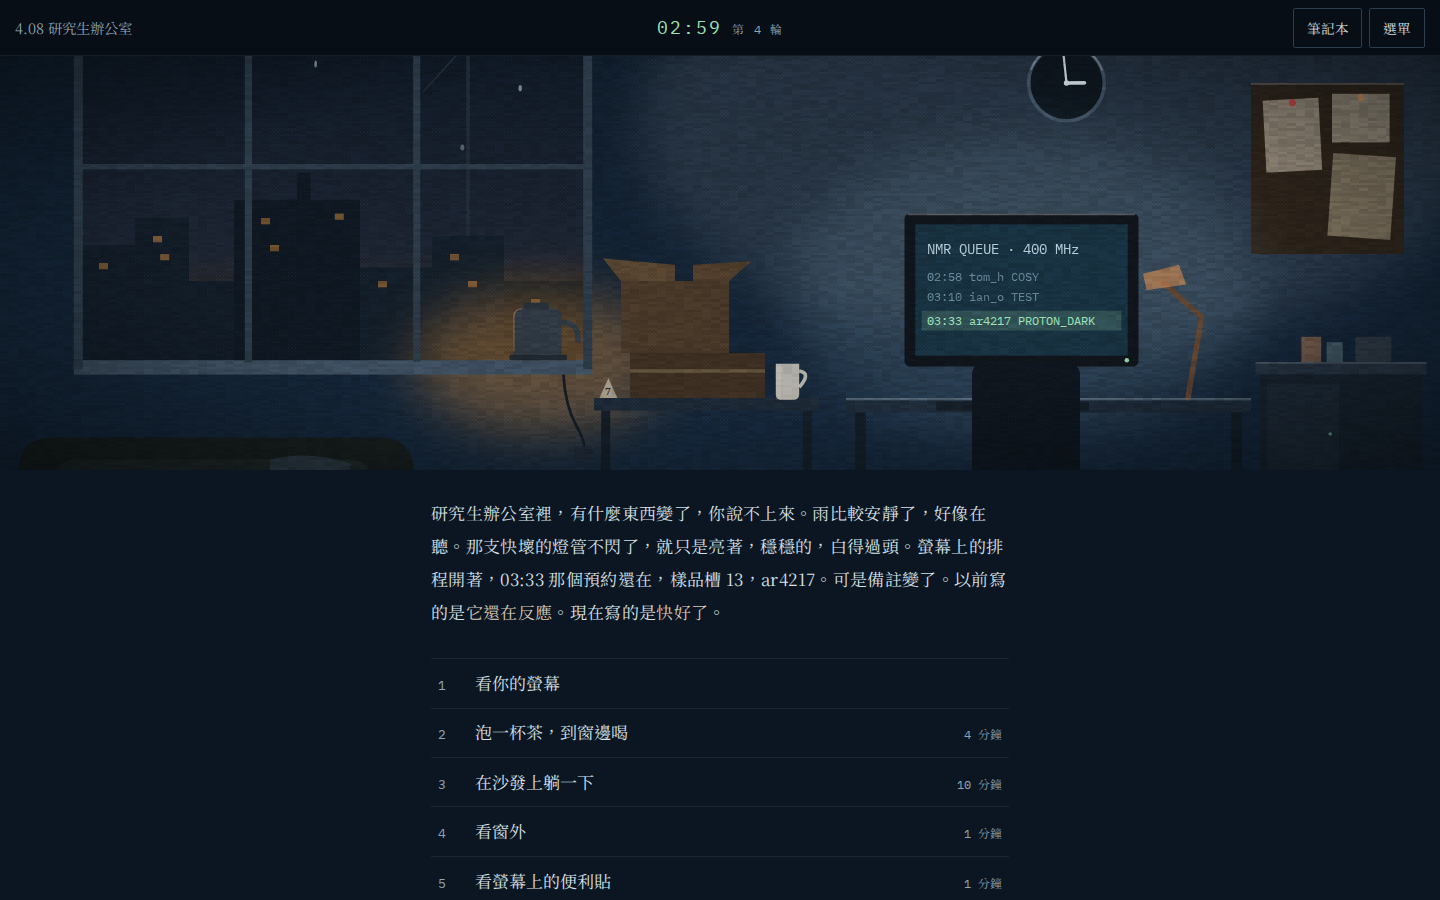 4.08 研究生辦公室
02:59 第 4 輪
筆記本
選單
NMR QUEUE · 400 MHz
02:58 tom_h COSY
03:10 ian_o TEST
03:33 ar4217 PROTON_DARK
7
研究生辦公室裡，有什麼東西變了，你說不上來。雨比較安靜了，好像在
聽。那支快壞的燈管不閃了，就只是亮著，穩穩的，白得過頭。螢幕上的排
程開著，03:33 那個預約還在，樣品槽 13，ar4217。可是備註變了。以前寫
的是它還在反應。現在寫的是快好了。
1 看你的螢幕
2 泡一杯茶，到窗邊喝 4 分鐘
3 在沙發上躺一下 10 分鐘
4 看窗外 1 分鐘
5 看螢幕上的便利貼 1 分鐘